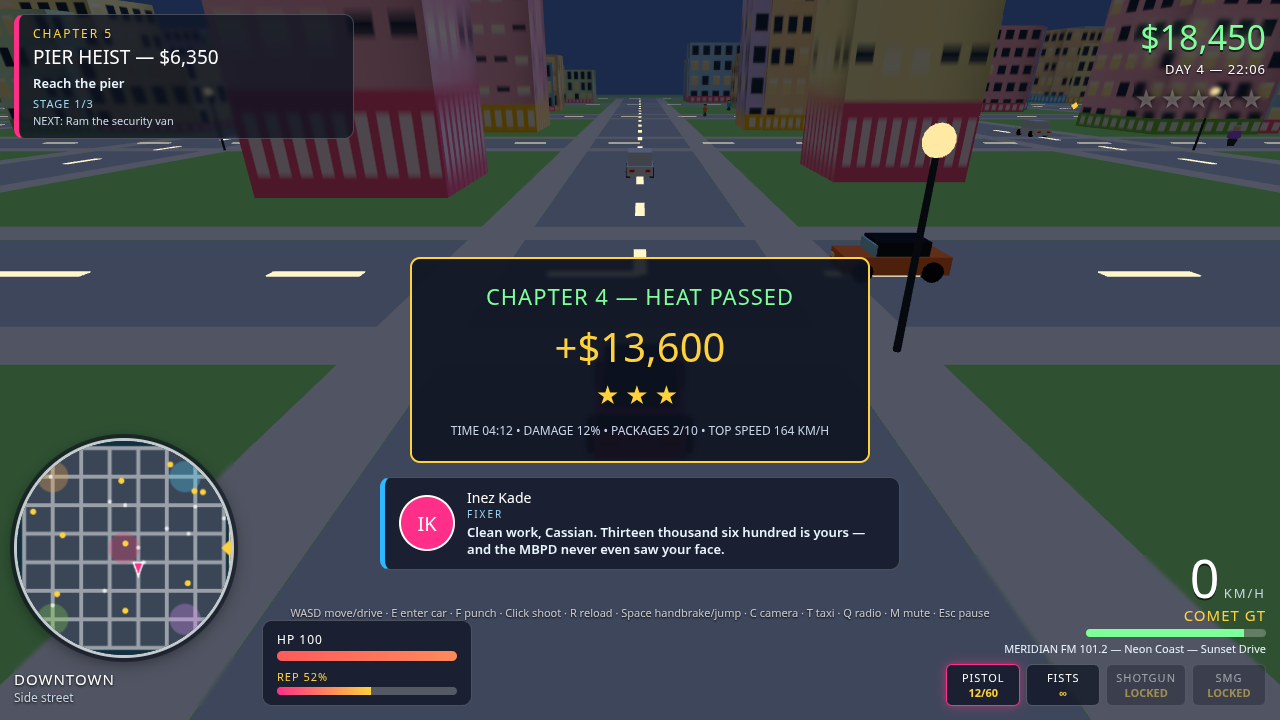 CHAPTER 5
PIER HEIST — $6,350
Reach the pier
STAGE 1/3
NEXT: Ram the security van
$18,450
DAY 4 — 22:06
★★★★★
CHAPTER 4 — HEAT PASSED
+$13,600
★ ★ ★
TIME 04:12 • DAMAGE 12% • PACKAGES 2/10 • TOP SPEED 164 KM/H
IK
Inez Kade
FIXER
Clean work, Cassian. Thirteen thousand six hundred is yours —
and the MBPD never even saw your face.
WASD move/drive · E enter car · F punch · Click shoot · R reload · Space handbrake/jump · C camera · T taxi · Q radio · M mute · Esc pause
HP 100
REP 52%
DOWNTOWN
Side street
0 KM/H
COMET GT
MERIDIAN FM 101.2 — Neon Coast — Sunset Drive
PISTOL
12/60
FISTS
∞
SHOTGUN
LOCKED
SMG
LOCKED